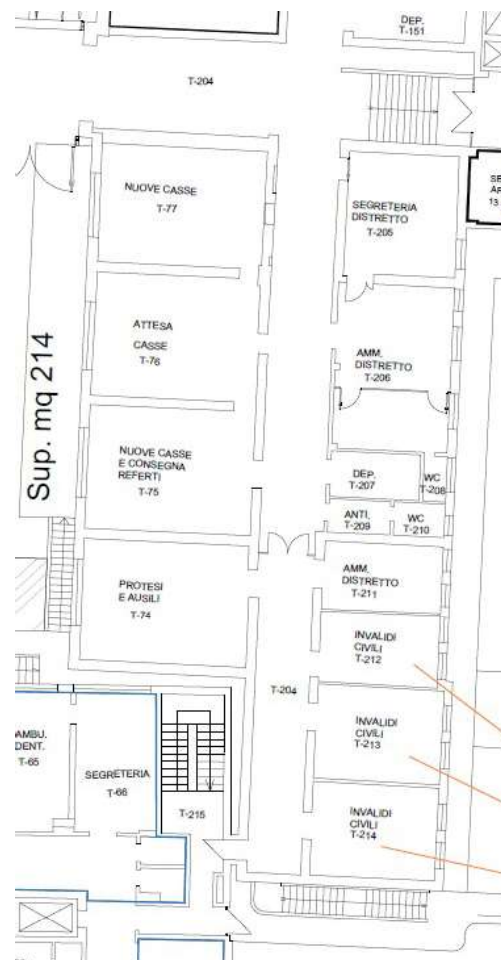 DEP.
T-151
T-204
SE
13
NUOVE CASSE
T-77
SEGRETERIA
DISTRETTO
T-205
ATTESA
CASSE
T-76
AMM.
DISTRETTO
T-206
Sup. mq 214
NUOVE CASSE
E CONSEGNA
REFERTI
T-75
DEP.
T-207
WC
T-208
ANTI.
T-209
WC
T-210
PROTESI
E AUSILI
T-74
AMM.
DISTRETTO
T-211
INVALIDI
CIVILI
T-212
T-204
INVALIDI
CIVILI
T-213
AMBU.
DENT.
T-65
SEGRETERIA
T-66
T-215
INVALIDI
CIVILI
T-214